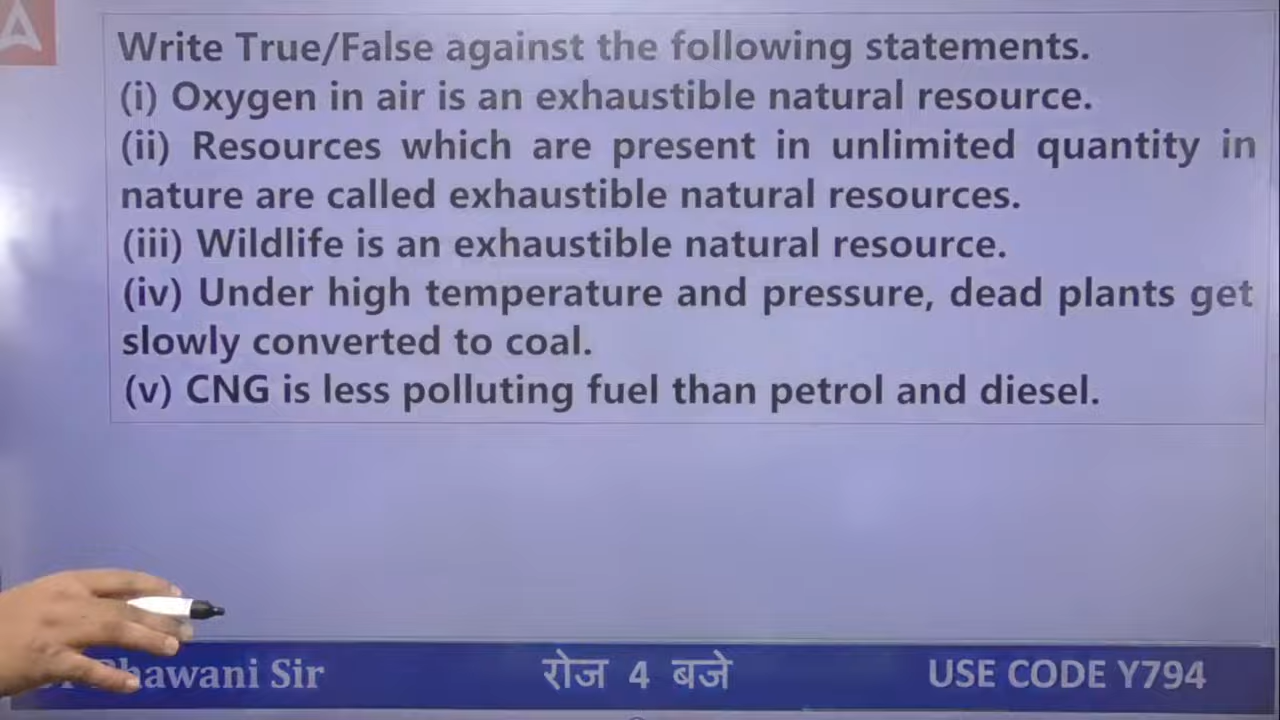 Write True/False against the following statements.
(i) Oxygen in air is an exhaustible natural resource.
(ii) Resources which are present in unlimited quantity in
nature are called exhaustible natural resources.
(iii) Wildlife is an exhaustible natural resource.
(iv) Under high temperature and pressure, dead plants get
slowly converted to coal.
(v) CNG is less polluting fuel than petrol and diesel.
Bhawani Sir रोज 4 बजे USE CODE Y794